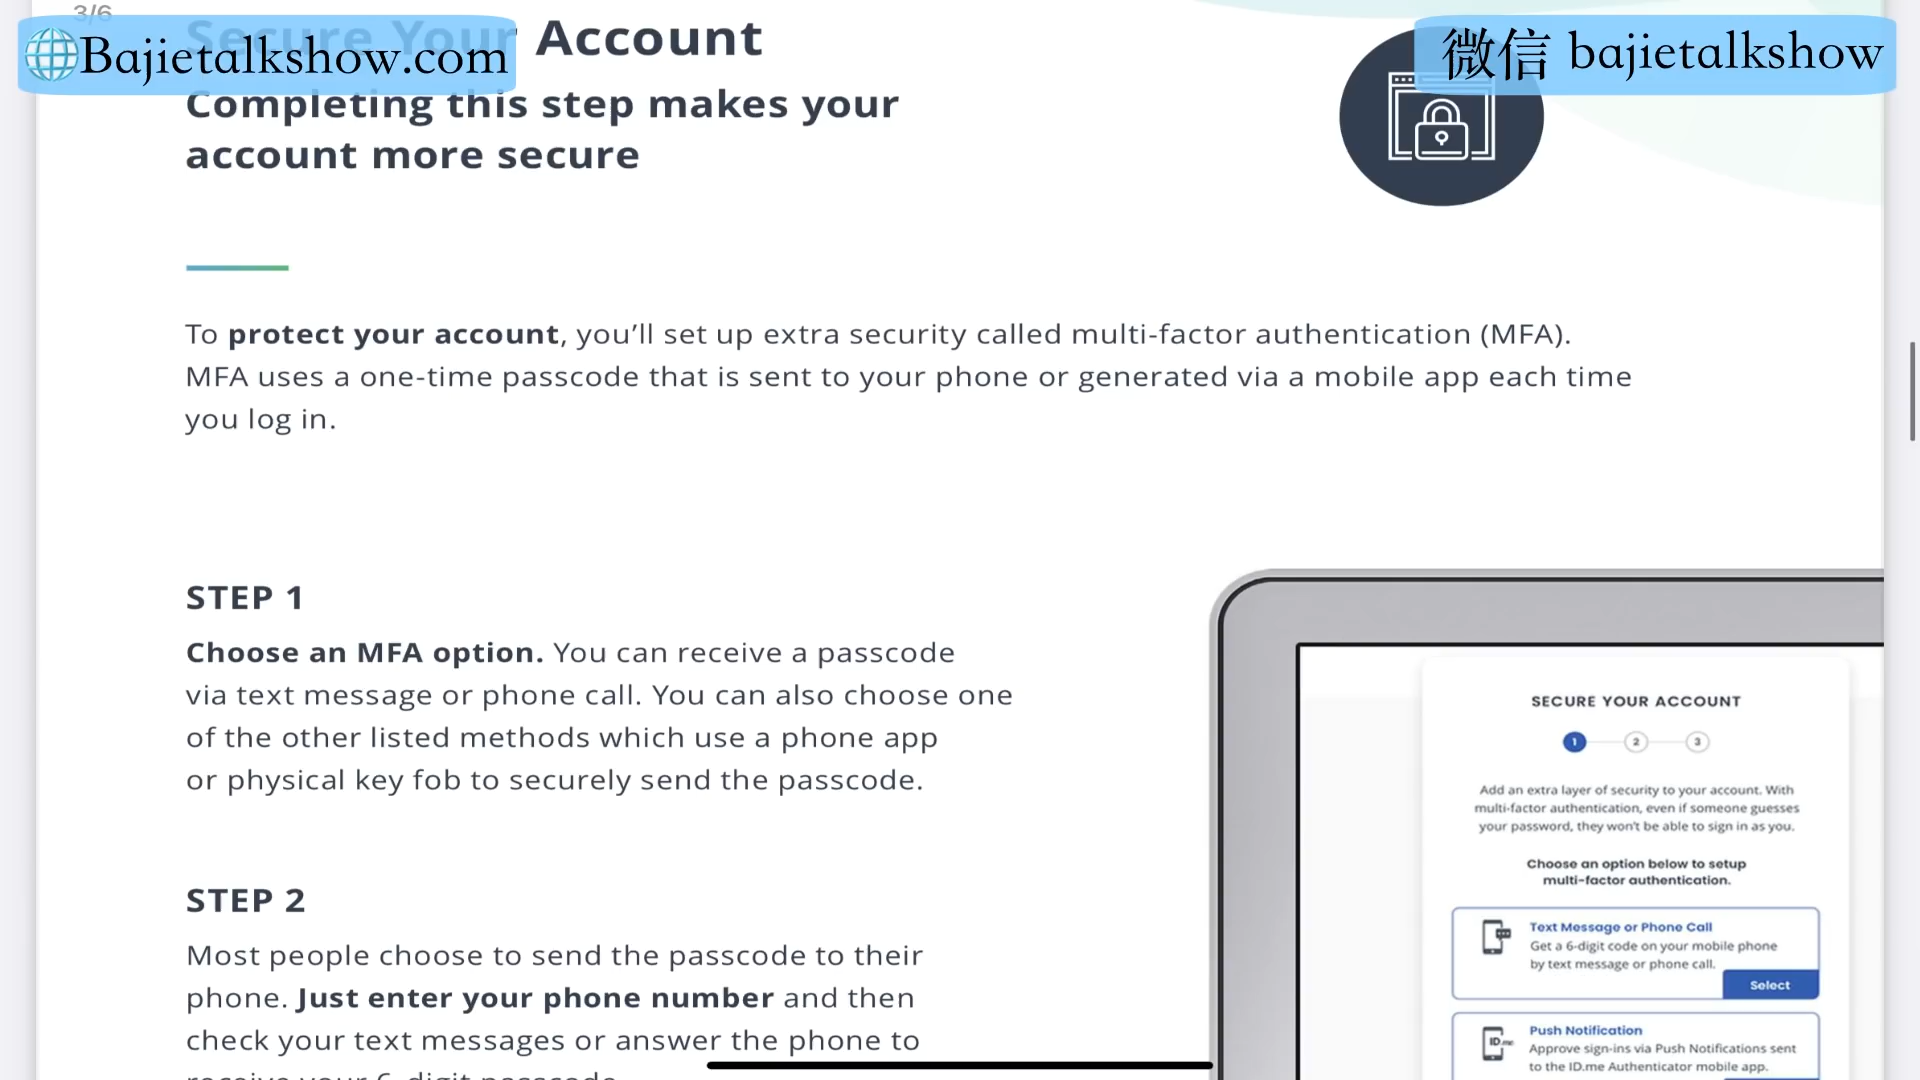 3/6
Secure Your Account
Bajietalkshow.com
微信 bajietalkshow
Completing this step makes your
account more secure
To protect your account, you’ll set up extra security called multi-factor authentication (MFA).
MFA uses a one-time passcode that is sent to your phone or generated via a mobile app each time
you log in.
STEP 1
Choose an MFA option. You can receive a passcode
via text message or phone call. You can also choose one
of the other listed methods which use a phone app
or physical key fob to securely send the passcode.
STEP 2
Most people choose to send the passcode to their
phone. Just enter your phone number and then
check your text messages or answer the phone to
receive your 6-digit passcode.
SECURE YOUR ACCOUNT
1 2 3
Add an extra layer of security to your account. With
multi-factor authentication, even if someone guesses
your password, they won't be able to sign in as you.
Choose an option below to setup
multi-factor authentication.
Text Message or Phone Call
Get a 6-digit code on your mobile phone
by text message or phone call.
Select
ID.me
Push Notification
Approve sign-ins via Push Notifications sent
to the ID.me Authenticator mobile app.